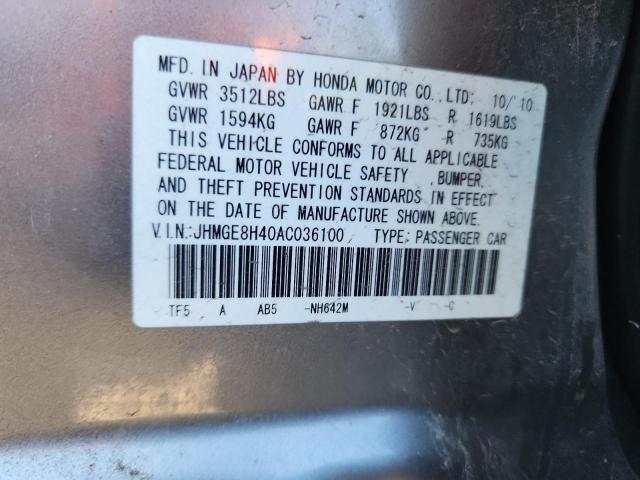 MFD. IN JAPAN BY HONDA MOTOR CO., LTD: 10/'10
GVWR 3512LBS GAWR F 1921LBS R 1619LBS
GVWR 1594KG GAWR F 872KG R 735KG
THIS VEHICLE CONFORMS TO ALL APPLICABLE
FEDERAL MOTOR VEHICLE SAFETY ,BUMPER,
AND THEFT PREVENTION STANDARDS IN EFFECT
ON THE DATE OF MANUFACTURE SHOWN ABOVE.
V.I.N.:JHMGE8H40AC036100 TYPE: PASSENGER CAR
TF5 A AB5 -NH642M -V -C